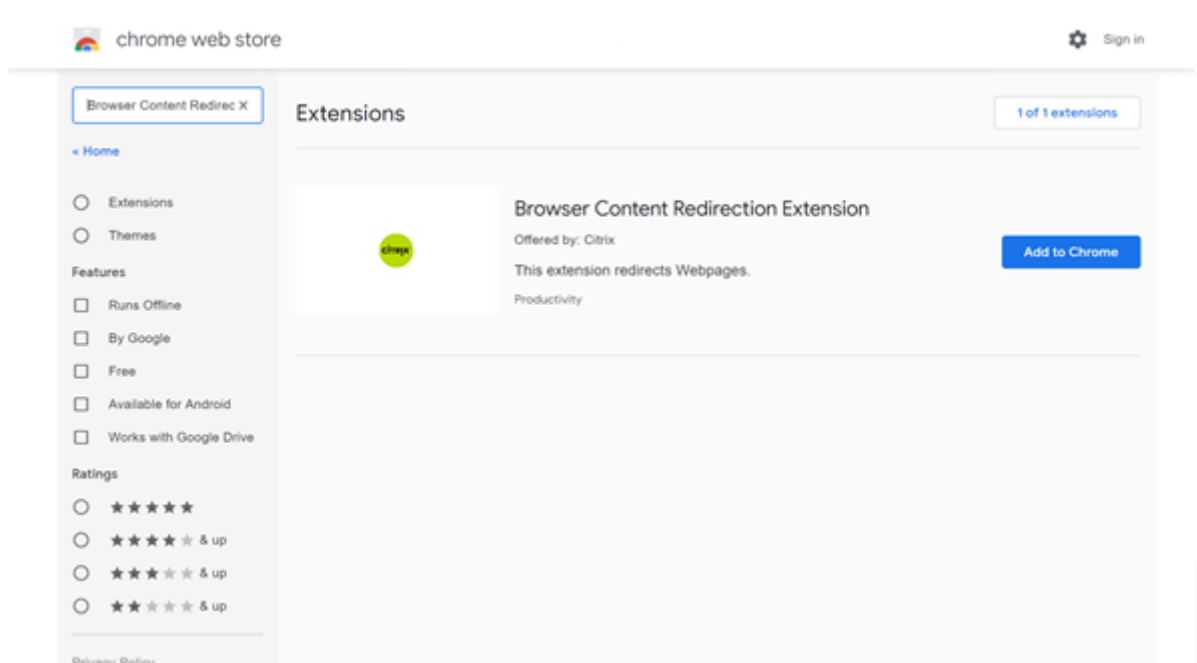 chrome web store
Sign in
Browser Content Redirec
« Home
Extensions
Themes
Features
Runs Offline
By Google
Free
Available for Android
Works with Google Drive
Ratings
& up
& up
& up
Privacy Policy
Extensions
1 of 1 extensions
citrix
Browser Content Redirection Extension
Offered by: Citrix
This extension redirects Webpages.
Productivity
Add to Chrome